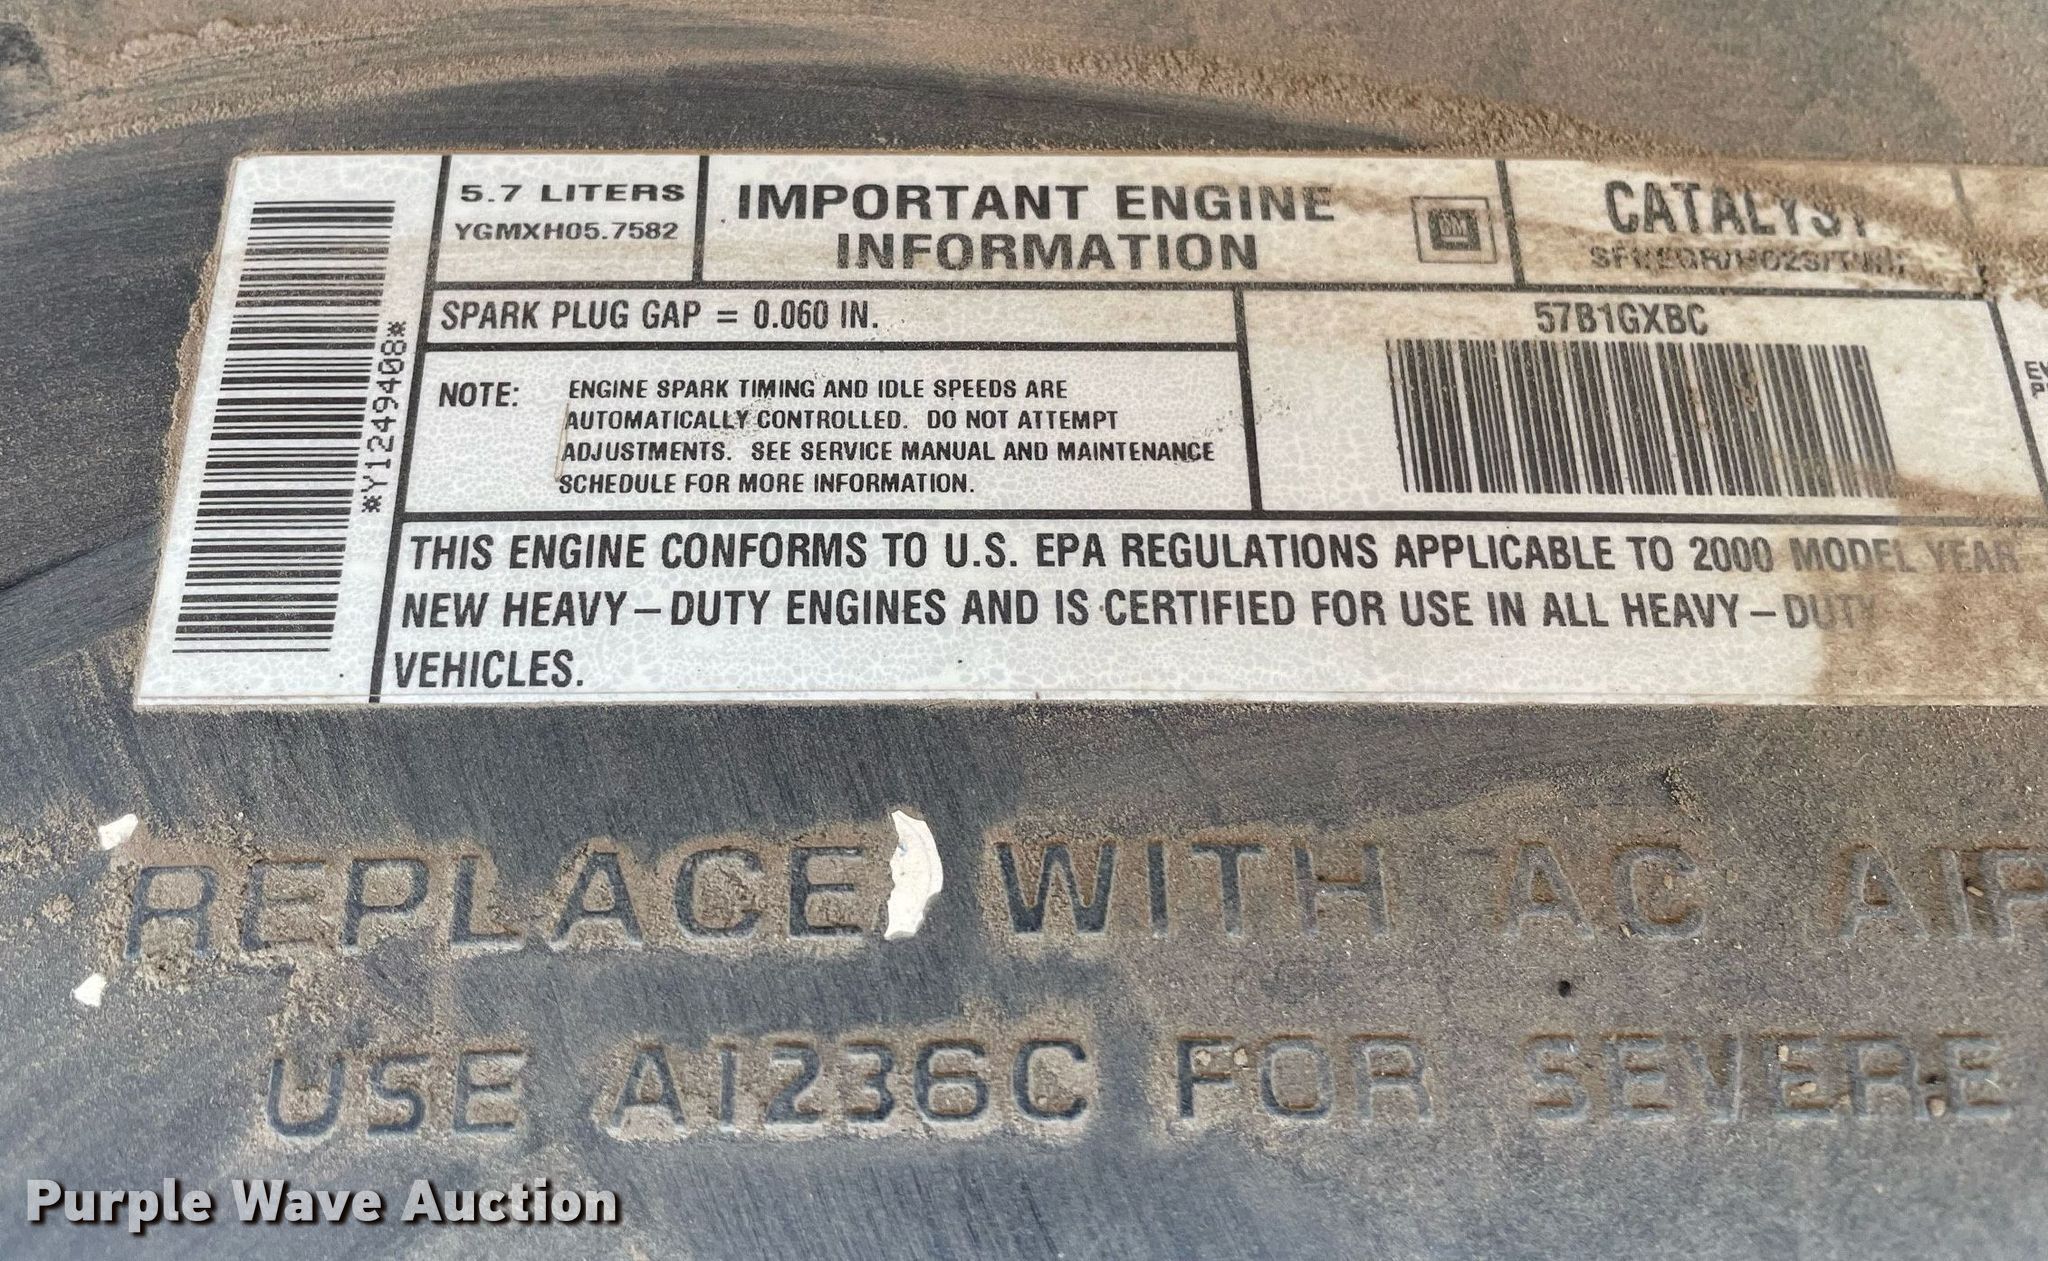 *Y1249408*
5.7 LITERS
YGMXH05.7582
IMPORTANT ENGINE
INFORMATION
GM
CATALYST
SPARK PLUG GAP = 0.060 IN.
57B1GXBC
NOTE: ENGINE SPARK TIMING AND IDLE SPEEDS ARE
AUTOMATICALLY CONTROLLED. DO NOT ATTEMPT
ADJUSTMENTS. SEE SERVICE MANUAL AND MAINTENANCE
SCHEDULE FOR MORE INFORMATION.
THIS ENGINE CONFORMS TO U.S. EPA REGULATIONS APPLICABLE TO 2000 MODEL YEAR
NEW HEAVY-DUTY ENGINES AND IS CERTIFIED FOR USE IN ALL HEAVY-DUTY
VEHICLES.
REPLACE WITH AC AIR
USE A1236C FOR SEVERE
Purple Wave Auction